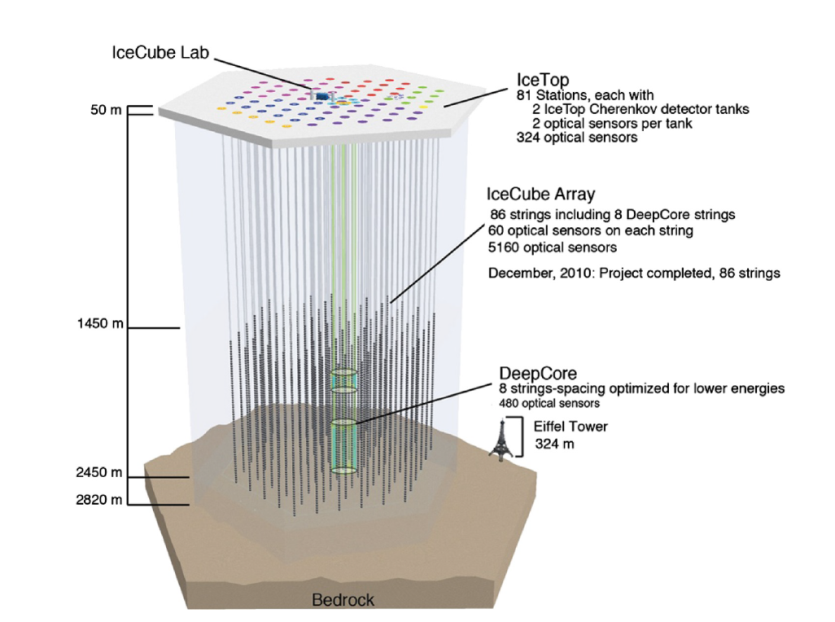 IceCube Lab
IceTop
81 Stations, each with
2 IceTop Cherenkov detector tanks
2 optical sensors per tank
324 optical sensors
50 m
IceCube Array
86 strings including 8 DeepCore strings
60 optical sensors on each string
5160 optical sensors
December, 2010: Project completed, 86 strings
1450 m
DeepCore
8 strings-spacing optimized for lower energies
480 optical sensors
Eiffel Tower
324 m
2450 m
2820 m
Bedrock